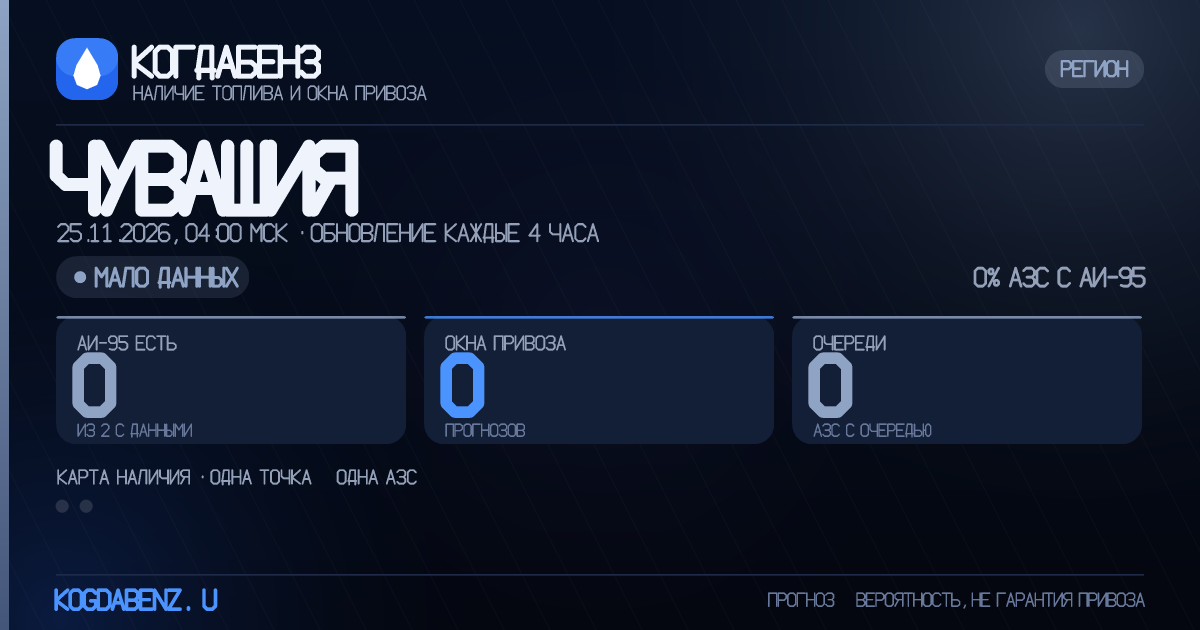 КОГДАБЕНЗ
НАЛИЧИЕ ТОПЛИВА И ОКНА ПРИВОЗА
РЕГИОН
ЧУВАШИЯ
25.11.2026, 04:00 МСК · ОБНОВЛЕНИЕ КАЖДЫЕ 4 ЧАСА
МАЛО ДАННЫХ
0% АЗС С АИ-95
АИ-95 ЕСТЬ
0
ИЗ 2 С ДАННЫМИ
ОКНА ПРИВОЗА
0
ПРОГНОЗОВ
ОЧЕРЕДИ
0
АЗС С ОЧЕРЕДЬЮ
КАРТА НАЛИЧИЯ · ОДНА ТОЧКА ОДНА АЗС
KOGDABENZ. U
ПРОГНОЗ ВЕРОЯТНОСТЬ, НЕ ГАРАНТИЯ ПРИВОЗА